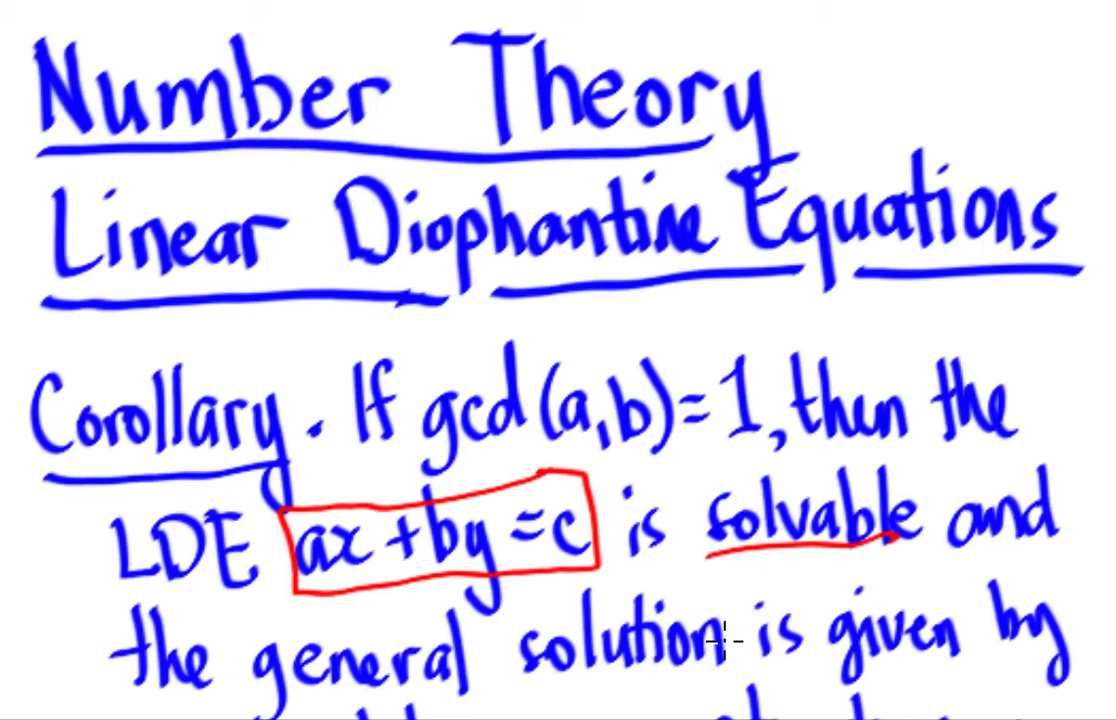 Number Theory
Linear Diophantine Equations
Corollary. If gcd(a,b)=1, then the
LDE ax+by=c is solvable and
the general solution is given by